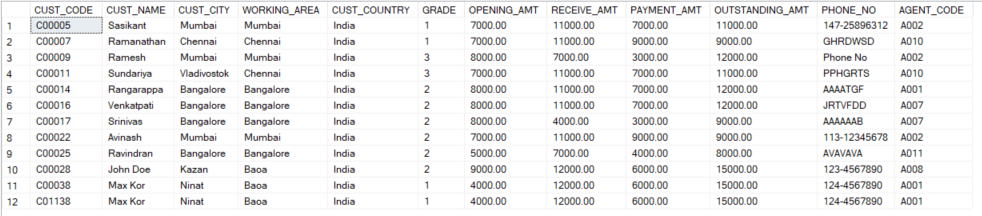 CUST_CODE CUST_NAME CUST_CITY WORKING_AREA CUST_COUNTRY GRADE OPENING_AMT RECEIVE_AMT PAYMENT_AMT OUTSTANDING_AMT PHONE_NO AGENT_CODE
1 C00005 Sasikant Mumbai Mumbai India 1 7000.00 11000.00 7000.00 11000.00 147-25896312 A002
2 C00007 Ramanathan Chennai Chennai India 1 7000.00 11000.00 9000.00 9000.00 GHRDWSD A010
3 C00009 Ramesh Mumbai Mumbai India 3 8000.00 7000.00 3000.00 12000.00 Phone No A002
4 C00011 Sundariya Vladivostok Chennai India 3 7000.00 11000.00 7000.00 11000.00 PPHGRTS A010
5 C00014 Rangarappa Bangalore Bangalore India 2 8000.00 11000.00 7000.00 12000.00 AAAATGF A001
6 C00016 Venkatpati Bangalore Bangalore India 2 8000.00 11000.00 7000.00 12000.00 JRTVFDD A007
7 C00017 Srinivas Bangalore Bangalore India 2 8000.00 4000.00 3000.00 9000.00 AAAAAAB A007
8 C00022 Avinash Mumbai Mumbai India 2 7000.00 11000.00 9000.00 9000.00 113-12345678 A002
9 C00025 Ravindran Bangalore Bangalore India 2 5000.00 7000.00 4000.00 8000.00 AVAVAVA A011
10 C00028 John Doe Kazan Baoa India 2 9000.00 12000.00 6000.00 15000.00 123-4567890 A008
11 C00038 Max Kor Ninat Baoa India 1 4000.00 12000.00 6000.00 15000.00 124-4567890 A001
12 C01138 Max Kor Ninat Baoa India 1 4000.00 12000.00 6000.00 15000.00 124-4567890 A001